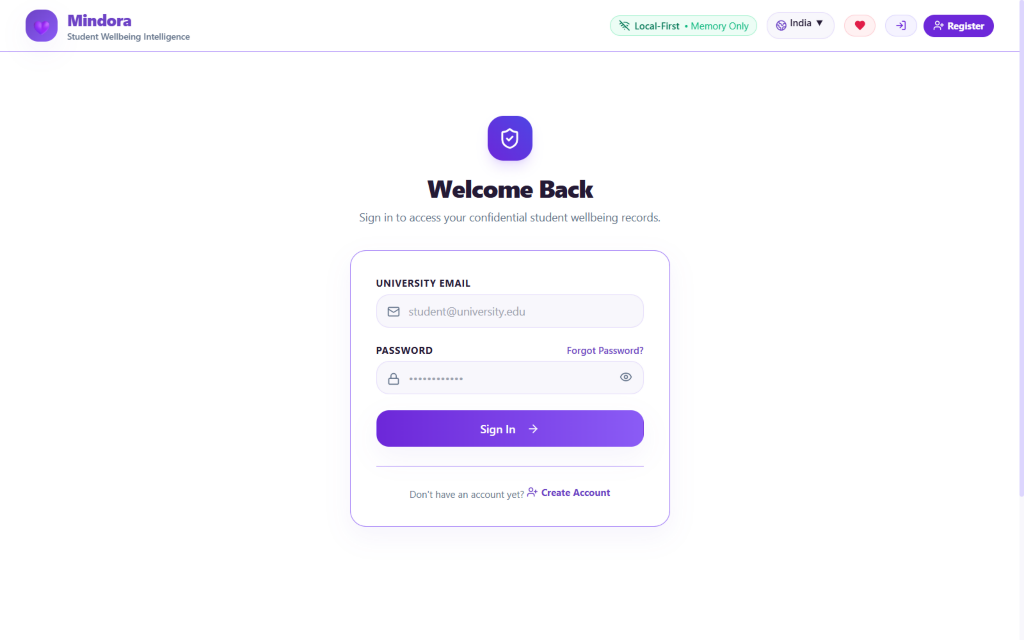 Mindora
Student Wellbeing Intelligence
Local-First • Memory Only
India ▼
Register
Welcome Back
Sign in to access your confidential student wellbeing records.
UNIVERSITY EMAIL
student@university.edu
PASSWORD Forgot Password?
••••••••••••
Sign In →
Don't have an account yet? Create Account